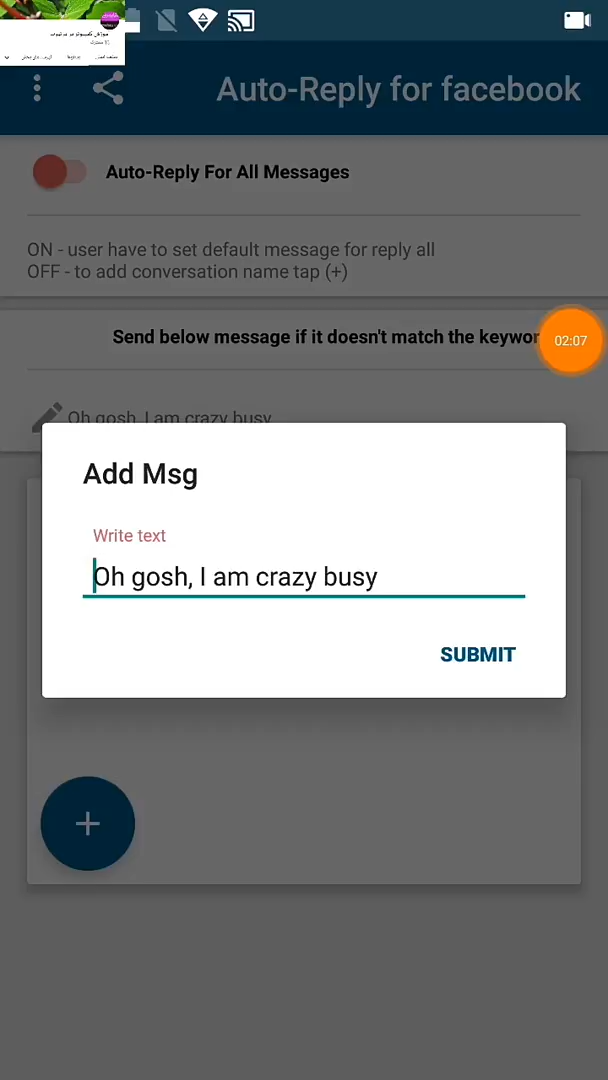 Auto-Reply for facebook
Auto-Reply For All Messages
ON - user have to set default message for reply all
OFF - to add conversation name tap (+)
Send below message if it doesn't match the
02:07
Oh gosh, I am crazy busy
Add Msg
Write text
Oh gosh, I am crazy busy
SUBMIT